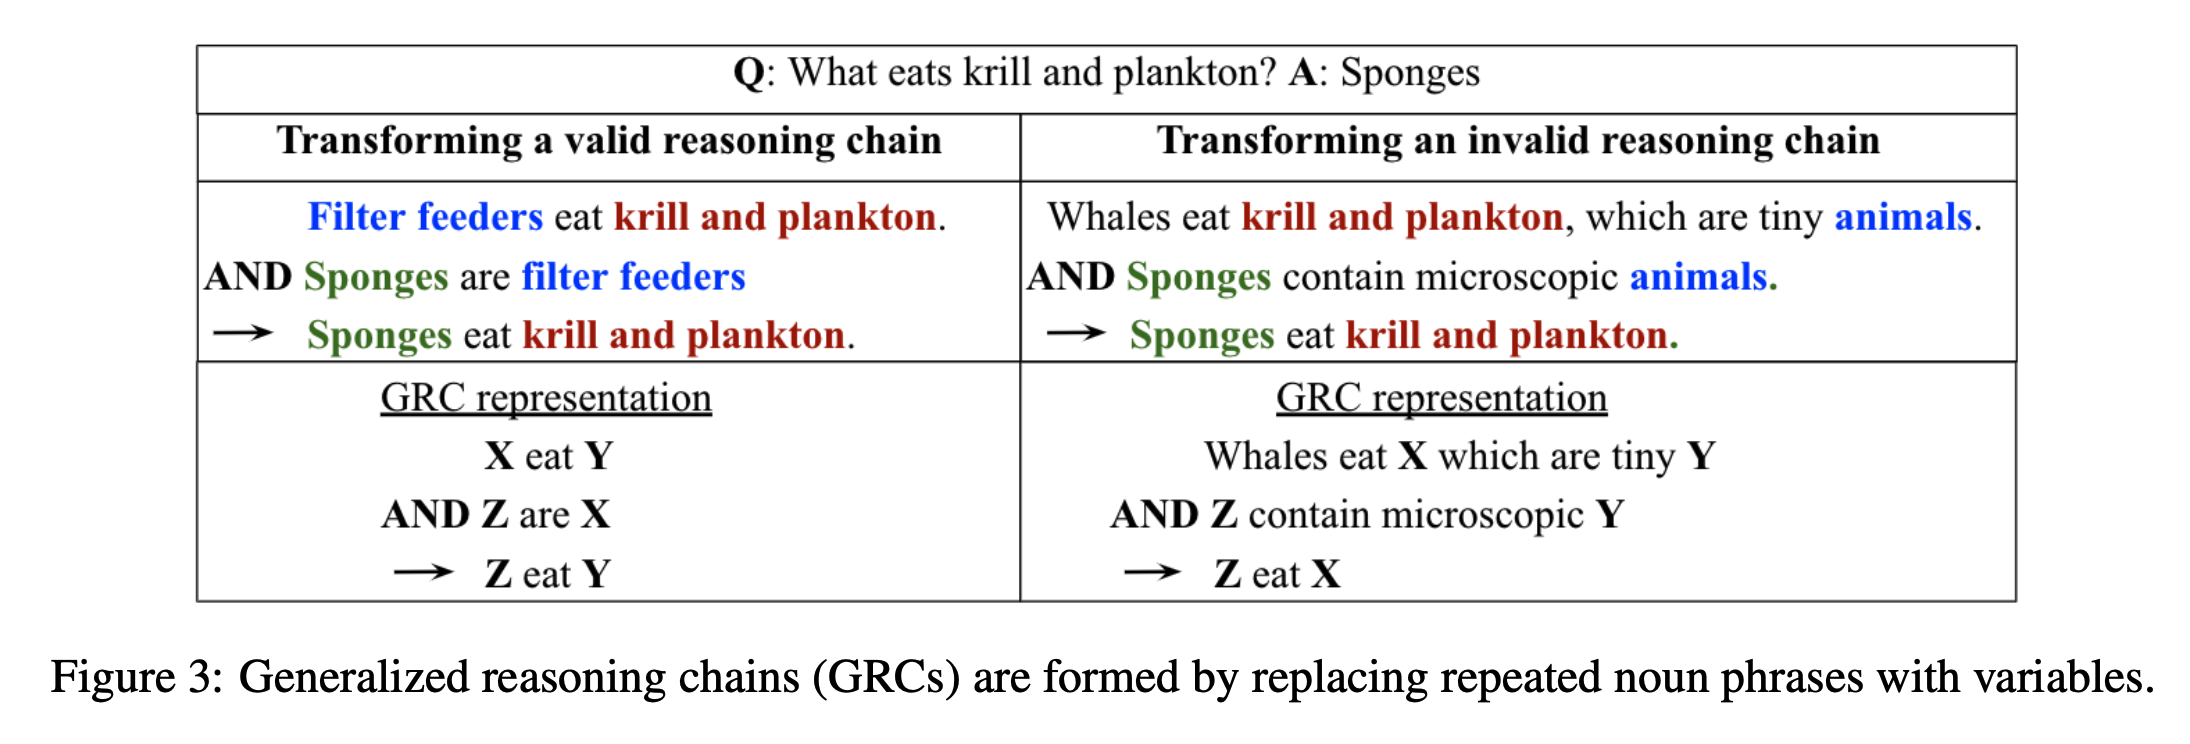 Q: What eats krill and plankton? A: Sponges
Transforming a valid reasoning chain
Filter feeders eat krill and plankton.
AND Sponges are filter feeders
→ Sponges eat krill and plankton.
GRC representation
X eat Y
AND Z are X
→ Z eat Y
Transforming an invalid reasoning chain
Whales eat krill and plankton, which are tiny animals.
AND Sponges contain microscopic animals.
→ Sponges eat krill and plankton.
GRC representation
Whales eat X which are tiny Y
AND Z contain microscopic Y
→ Z eat X
Figure 3: Generalized reasoning chains (GRCs) are formed by replacing repeated noun phrases with variables.